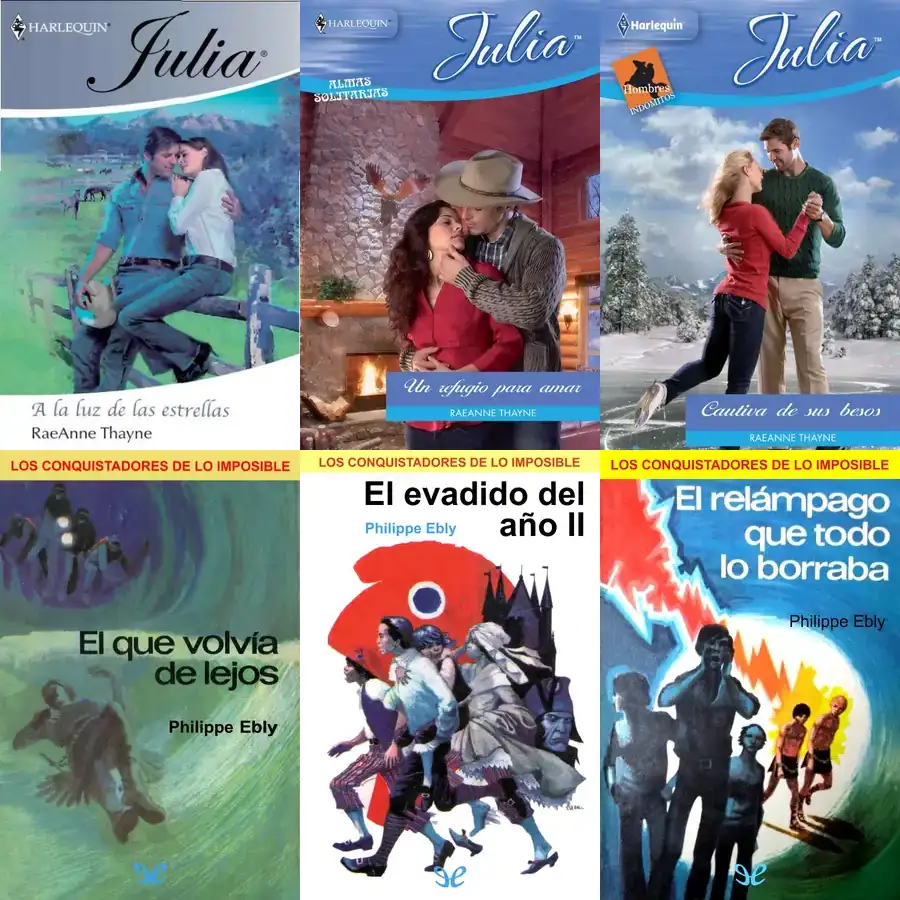 HARLEQUIN®
Julia®
A la luz de las estrellas
RaeAnne Thayne
HARLEQUIN™
Julia™
ALMAS
SOLITARIAS
Un refugio para amar
RAEANNE THAYNE
Harlequin
Julia™
Hombres
INDÓMITOS
Cautiva de sus besos
RAEANNE THAYNE
LOS CONQUISTADORES DE LO IMPOSIBLE
El que volvía
de lejos
Philippe Ebly
LOS CONQUISTADORES DE LO IMPOSIBLE
El evadido del
año II
Philippe Ebly
LOS CONQUISTADORES DE LO IMPOSIBLE
El relámpago
que todo
lo borraba
Philippe Ebly